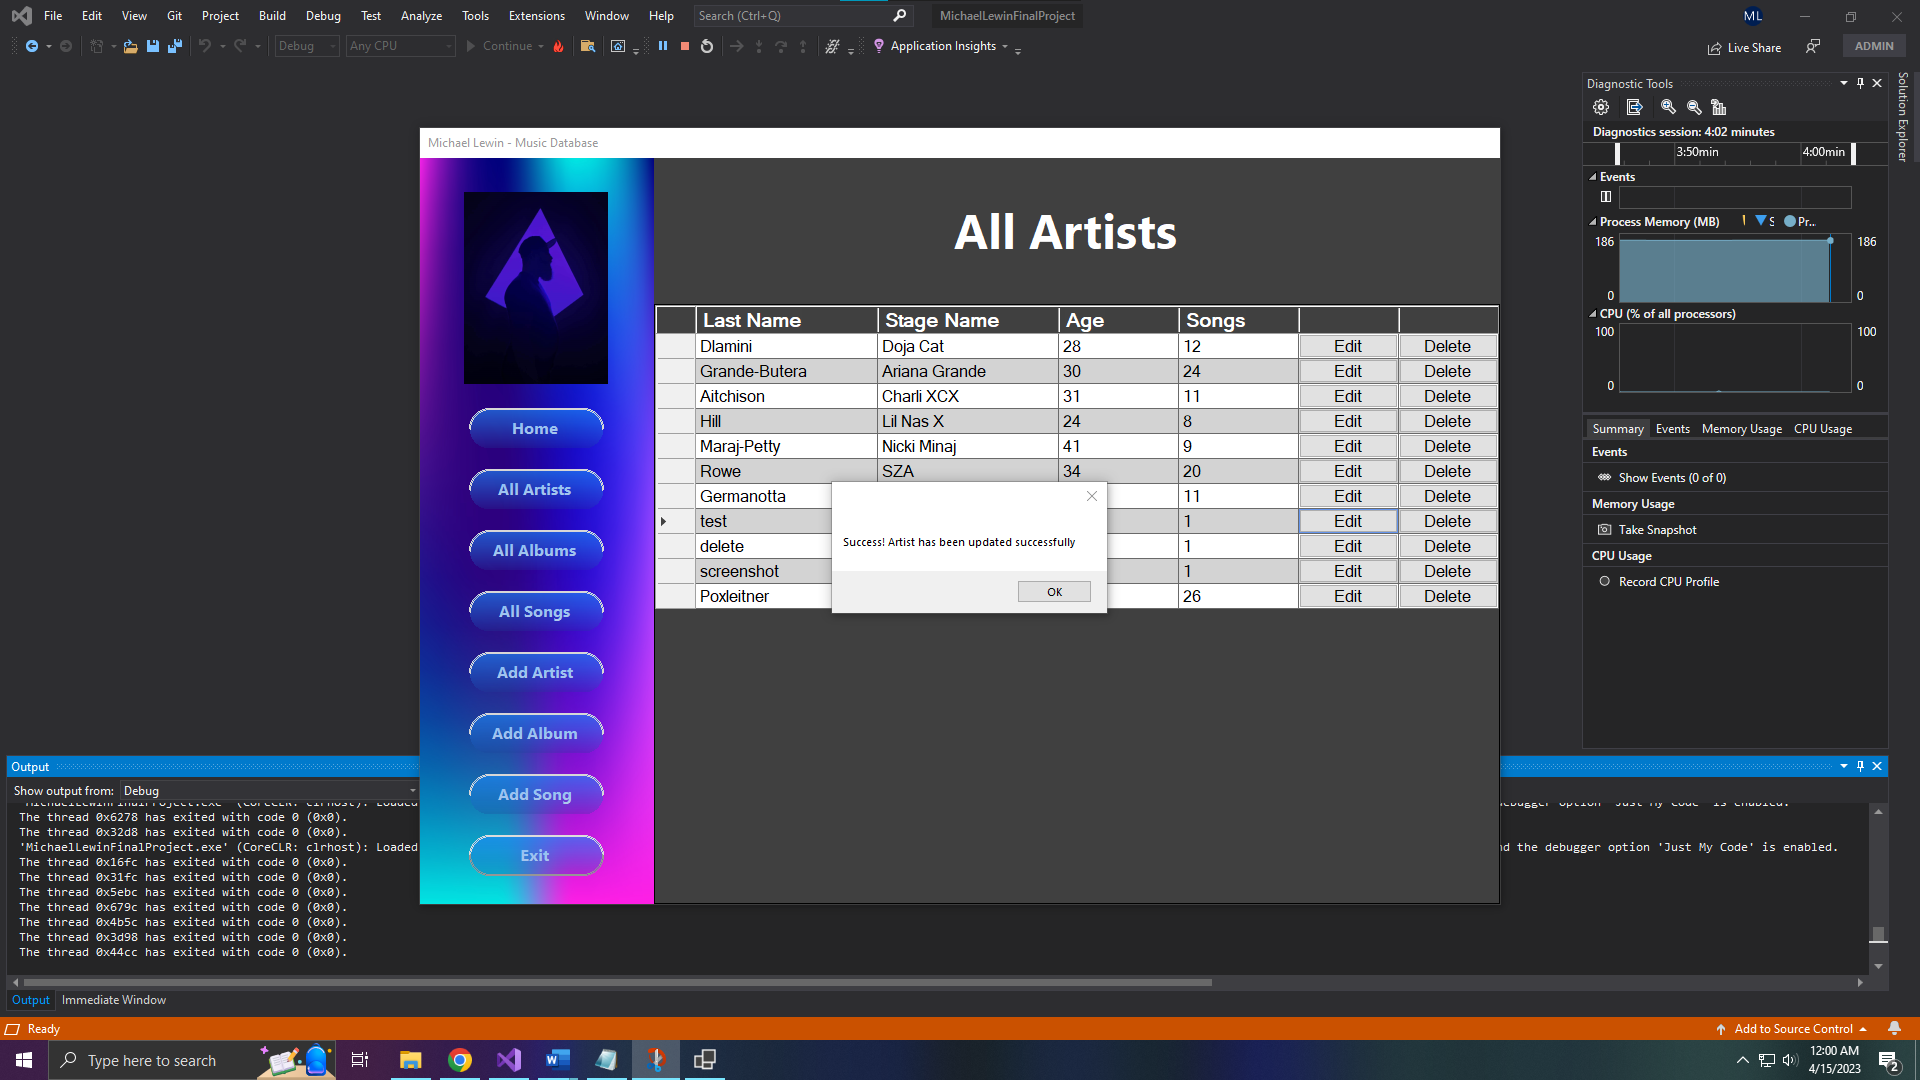 File Edit View Git Project Build Debug Test Analyze Tools Extensions Window Help Search (Ctrl+Q) MichaelLewinFinalProject ML
Debug Any CPU Continue Application Insights Live Share ADMIN
Solution Explorer
Diagnostic Tools
Diagnostics session: 4:02 minutes
3:50min 4:00min
Events
Process Memory (MB) S Pr...
186 186
0 0
CPU (% of all processors)
100 100
0 0
Summary Events Memory Usage CPU Usage
Events
Show Events (0 of 0)
Memory Usage
Take Snapshot
CPU Usage
Record CPU Profile
Michael Lewin - Music Database
Home
All Artists
All Albums
All Songs
Add Artist
Add Album
Add Song
Exit
All Artists
Last Name Stage Name Age Songs
Dlamini Doja Cat 28 12 Edit Delete
Grande-Butera Ariana Grande 30 24 Edit Delete
Aitchison Charli XCX 31 11 Edit Delete
Hill Lil Nas X 24 8 Edit Delete
Maraj-Petty Nicki Minaj 41 9 Edit Delete
Rowe SZA 34 20 Edit Delete
Germanotta 11 Edit Delete
test 1 Edit Delete
delete 1 Edit Delete
screenshot 1 Edit Delete
Poxleitner 26 Edit Delete
Success! Artist has been updated successfully
OK
Output
Show output from: Debug
'MichaelLewinFinalProject.exe' (CoreCLR: clrhost): Loaded debugger option 'Just My Code' is enabled.
The thread 0x6278 has exited with code 0 (0x0).
The thread 0x32d8 has exited with code 0 (0x0).
'MichaelLewinFinalProject.exe' (CoreCLR: clrhost): Loaded nd the debugger option 'Just My Code' is enabled.
The thread 0x16fc has exited with code 0 (0x0).
The thread 0x31fc has exited with code 0 (0x0).
The thread 0x5ebc has exited with code 0 (0x0).
The thread 0x679c has exited with code 0 (0x0).
The thread 0x4b5c has exited with code 0 (0x0).
The thread 0x3d98 has exited with code 0 (0x0).
The thread 0x44cc has exited with code 0 (0x0).
Output Immediate Window
Ready Add to Source Control
Type here to search
12:00 AM
4/15/2023
2